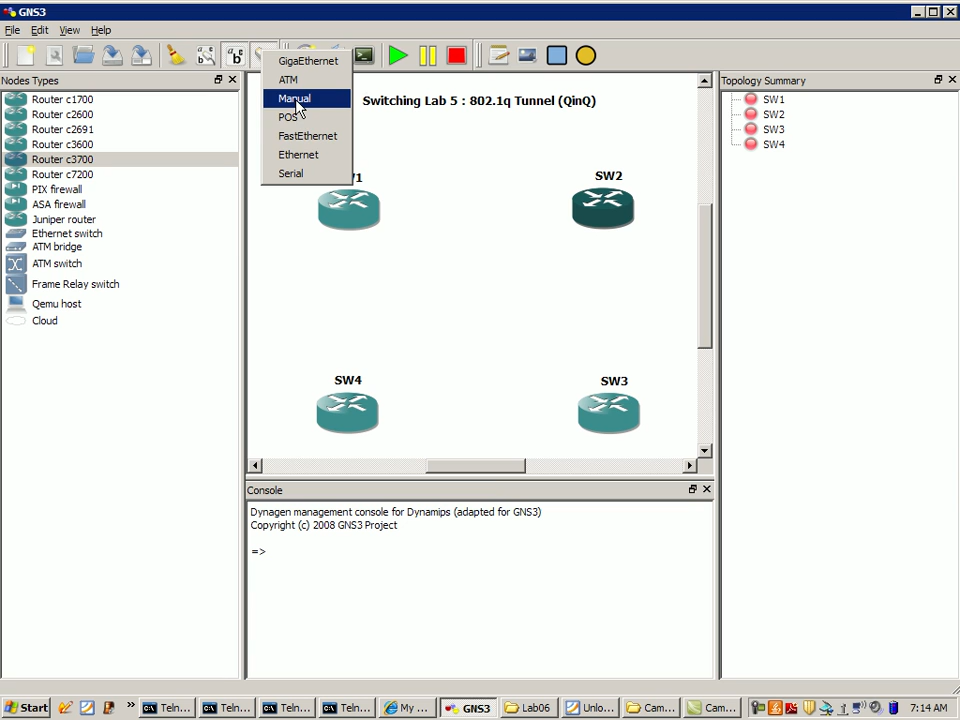 GNS3
File Edit View Help
GigaEthernet
ATM
Manual
POS
FastEthernet
Ethernet
Serial
Nodes Types
Router c1700
Router c2600
Router c2691
Router c3600
Router c3700
Router c7200
PIX firewall
ASA firewall
Juniper router
Ethernet switch
ATM bridge
ATM switch
Frame Relay switch
Qemu host
Cloud
Switching Lab 5 : 802.1q Tunnel (QinQ)
SW2
SW4
SW3
Topology Summary
SW1
SW2
SW3
SW4
Console
Dynagen management console for Dynamips (adapted for GNS3)
Copyright (c) 2008 GNS3 Project
=>
Start Teln... Teln... Teln... Teln... My ... GNS3 Lab06 Unlo... Cam... Cam... 7:14 AM